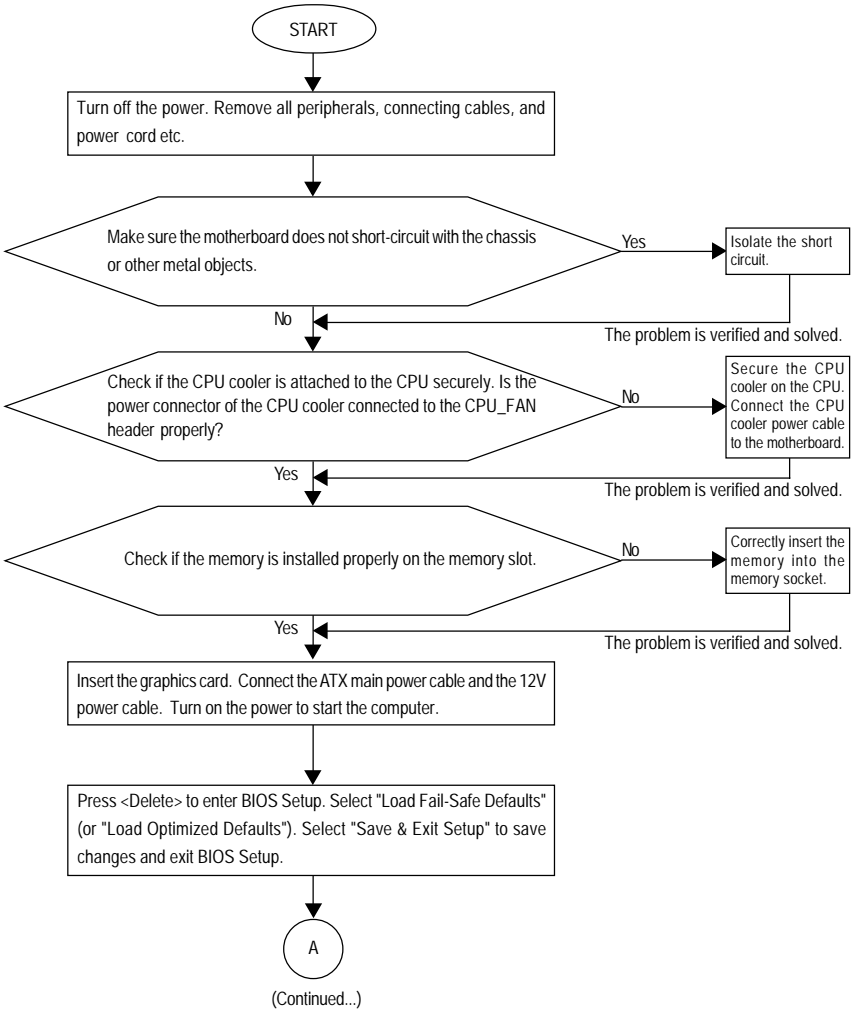 START
Turn off the power. Remove all peripherals, connecting cables, and
power cord etc.
Make sure the motherboard does not short-circuit with the chassis
or other metal objects.
Yes
Isolate the short
circuit.
No
The problem is verified and solved.
Check if the CPU cooler is attached to the CPU securely. Is the
power connector of the CPU cooler connected to the CPU_FAN
header properly?
No
Secure the CPU
cooler on the CPU.
Connect the CPU
cooler power cable
to the motherboard.
Yes
The problem is verified and solved.
Check if the memory is installed properly on the memory slot.
No
Correctly insert the
memory into the
memory socket.
Yes
The problem is verified and solved.
Insert the graphics card. Connect the ATX main power cable and the 12V
power cable. Turn on the power to start the computer.
Press <Delete> to enter BIOS Setup. Select "Load Fail-Safe Defaults"
(or "Load Optimized Defaults"). Select "Save & Exit Setup" to save
changes and exit BIOS Setup.
A
(Continued...)